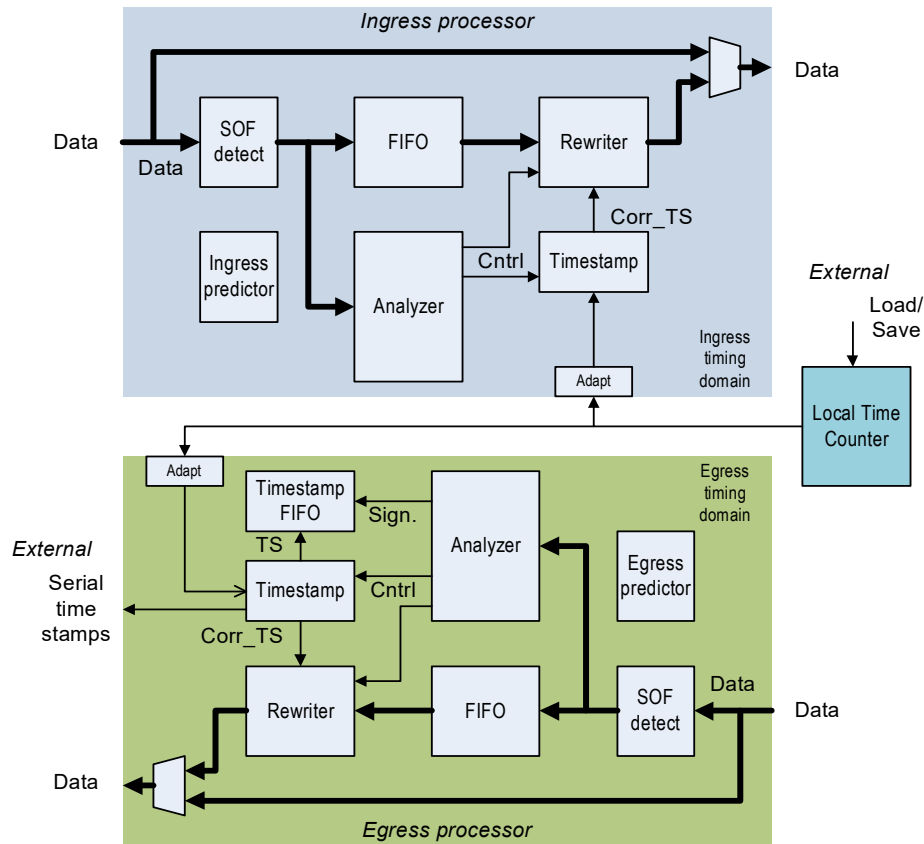 Ingress processor
Data
Data
Data
SOF
detect
FIFO
Rewriter
Corr_TS
Ingress
predictor
Analyzer
Cntrl
Timestamp
External
Load/
Save
Ingress
timing
domain
Adapt
Local Time
Counter
Adapt
Timestamp
FIFO
Sign.
Analyzer
Egress
timing
domain
TS
External
Serial
time
stamps
Timestamp
Cntrl
Egress
predictor
Corr_TS
Rewriter
FIFO
SOF
detect
Data
Data
Data
Egress processor